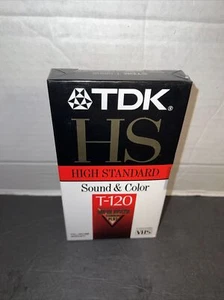 TDK®
HS
HIGH STANDARD
Sound & Color
T-120
VHS